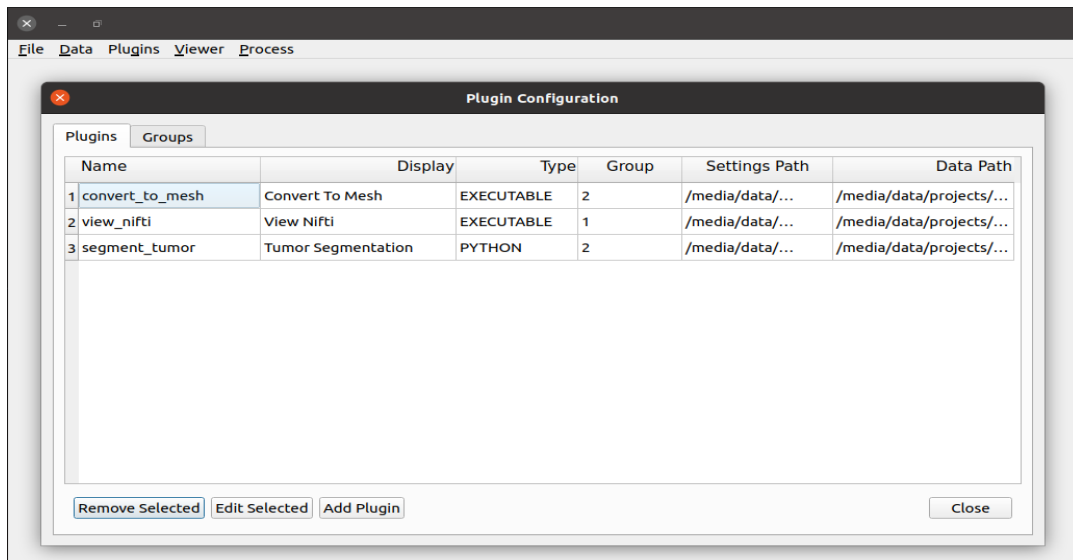 File Data Plugins Viewer Process
Plugin Configuration
Plugins Groups
Name Display Type Group Settings Path Data Path
1 convert_to_mesh Convert To Mesh EXECUTABLE 2 /media/data/... /media/data/projects/...
2 view_nifti View Nifti EXECUTABLE 1 /media/data/... /media/data/projects/...
3 segment_tumor Tumor Segmentation PYTHON 2 /media/data/... /media/data/projects/...
Remove Selected Edit Selected Add Plugin Close